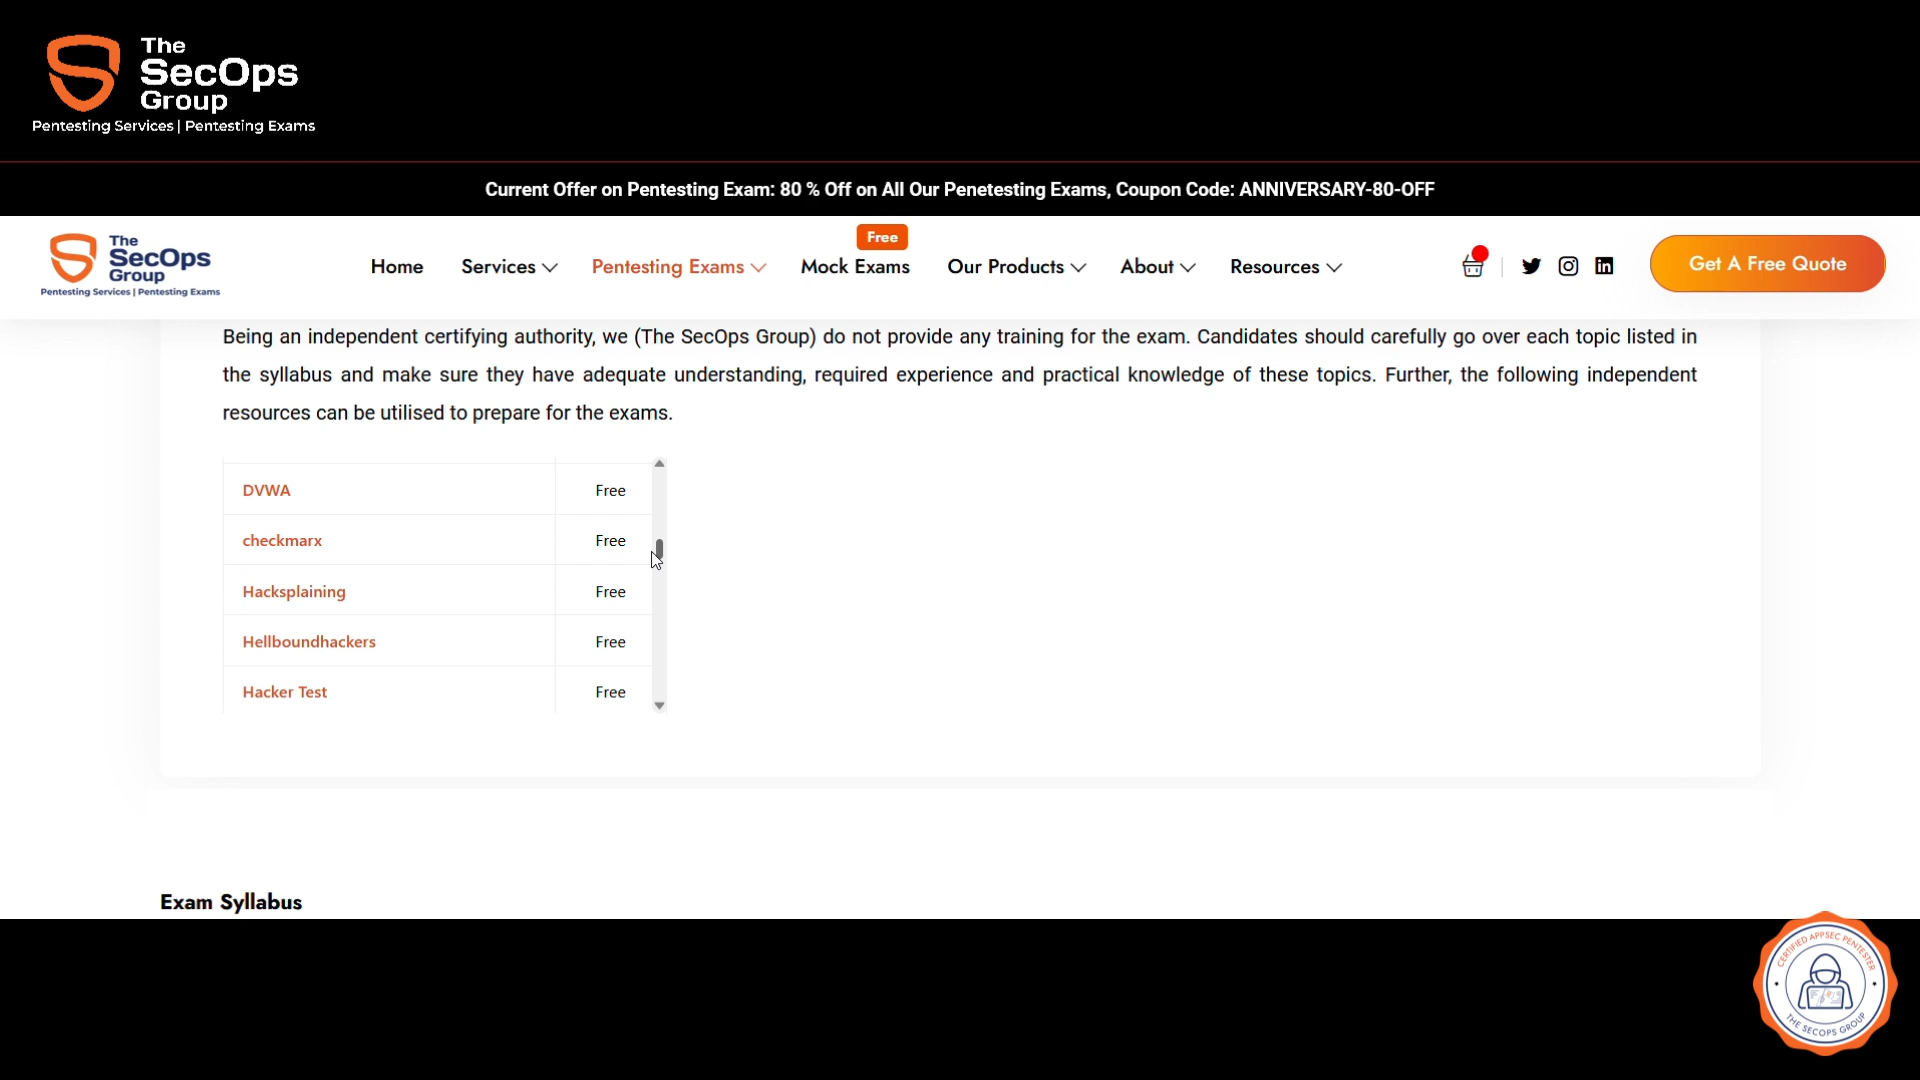 The
SecOps
Group
Pentesting Services | Pentesting Exams
Current Offer on Pentesting Exam: 80 % Off on All Our Penetesting Exams, Coupon Code: ANNIVERSARY-80-OFF
The
SecOps
Group
Pentesting Services | Pentesting Exams
Home
Services
Pentesting Exams
Free
Mock Exams
Our Products
About
Resources
Get A Free Quote
Being an independent certifying authority, we (The SecOps Group) do not provide any training for the exam. Candidates should carefully go over each topic listed in
the syllabus and make sure they have adequate understanding, required experience and practical knowledge of these topics. Further, the following independent
resources can be utilised to prepare for the exams.
DVWA Free
checkmarx Free
Hacksplaining Free
Hellboundhackers Free
Hacker Test Free
Exam Syllabus
CERTIFIED APPSEC PENTESTER
THE SECOPS GROUP